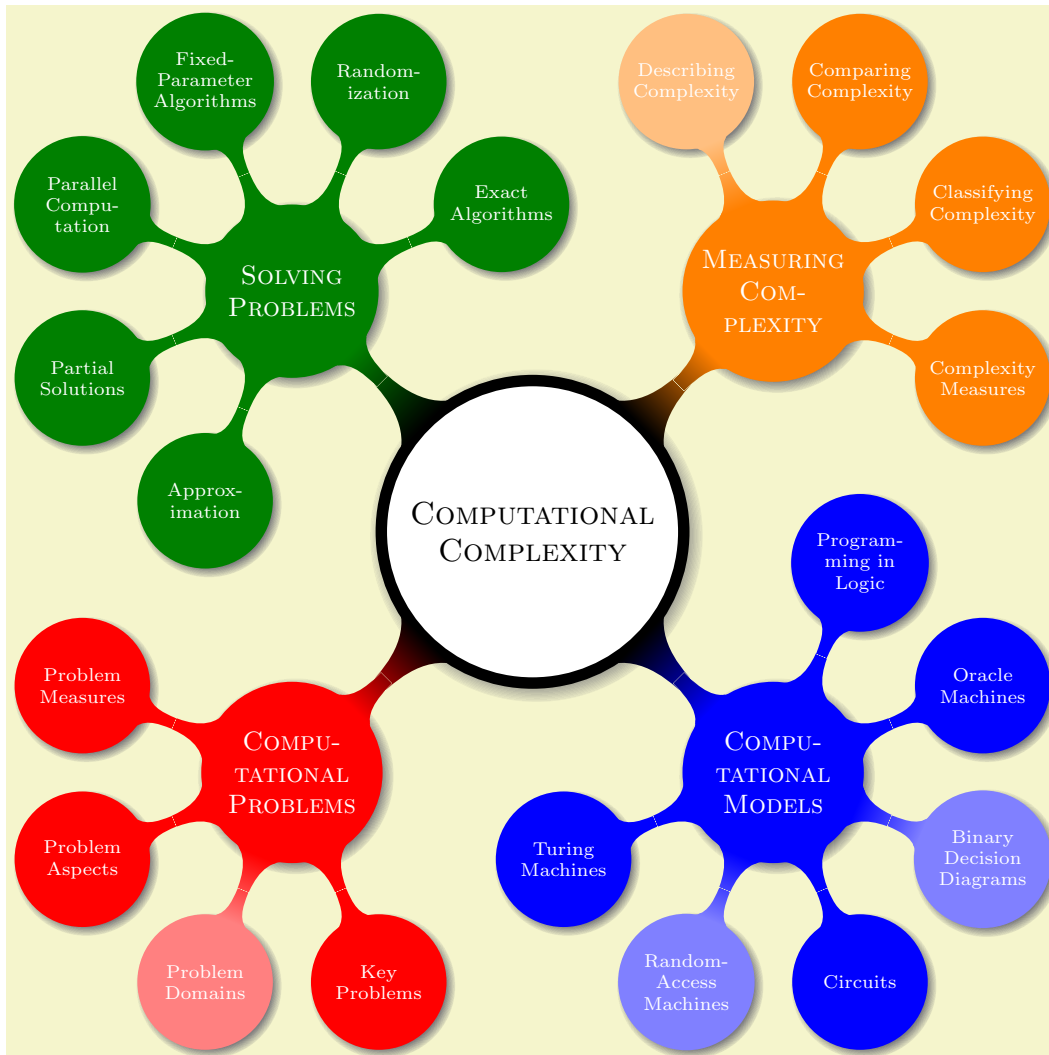 Fixed-
Parameter
Algorithms
Random-
ization
Describing
Complexity
Comparing
Complexity
Parallel
Compu-
tation
Exact
Algorithms
Classifying
Complexity
Solving
Problems
Measuring
Com-
plexity
Partial
Solutions
Complexity
Measures
Approx-
imation
Computational
Complexity
Program-
ming in
Logic
Problem
Measures
Oracle
Machines
Compu-
tational
Problems
Compu-
tational
Models
Problem
Aspects
Turing
Machines
Binary
Decision
Diagrams
Problem
Domains
Key
Problems
Random-
Access
Machines
Circuits